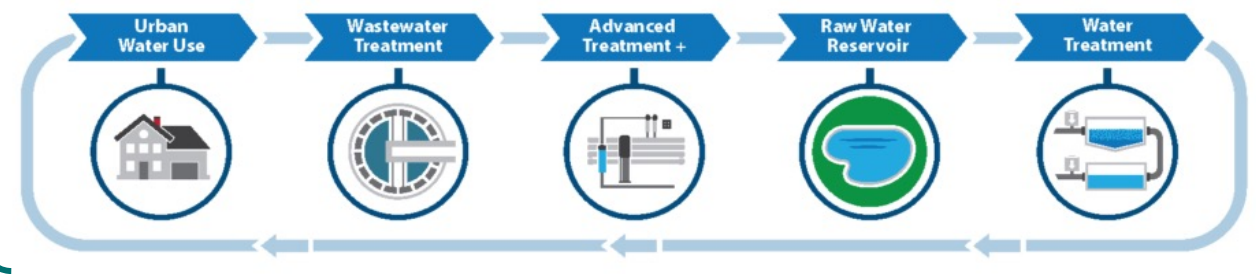 Urban
Water Use
Wastewater
Treatment
Advanced
Treatment +
Raw Water
Reservoir
Water
Treatment